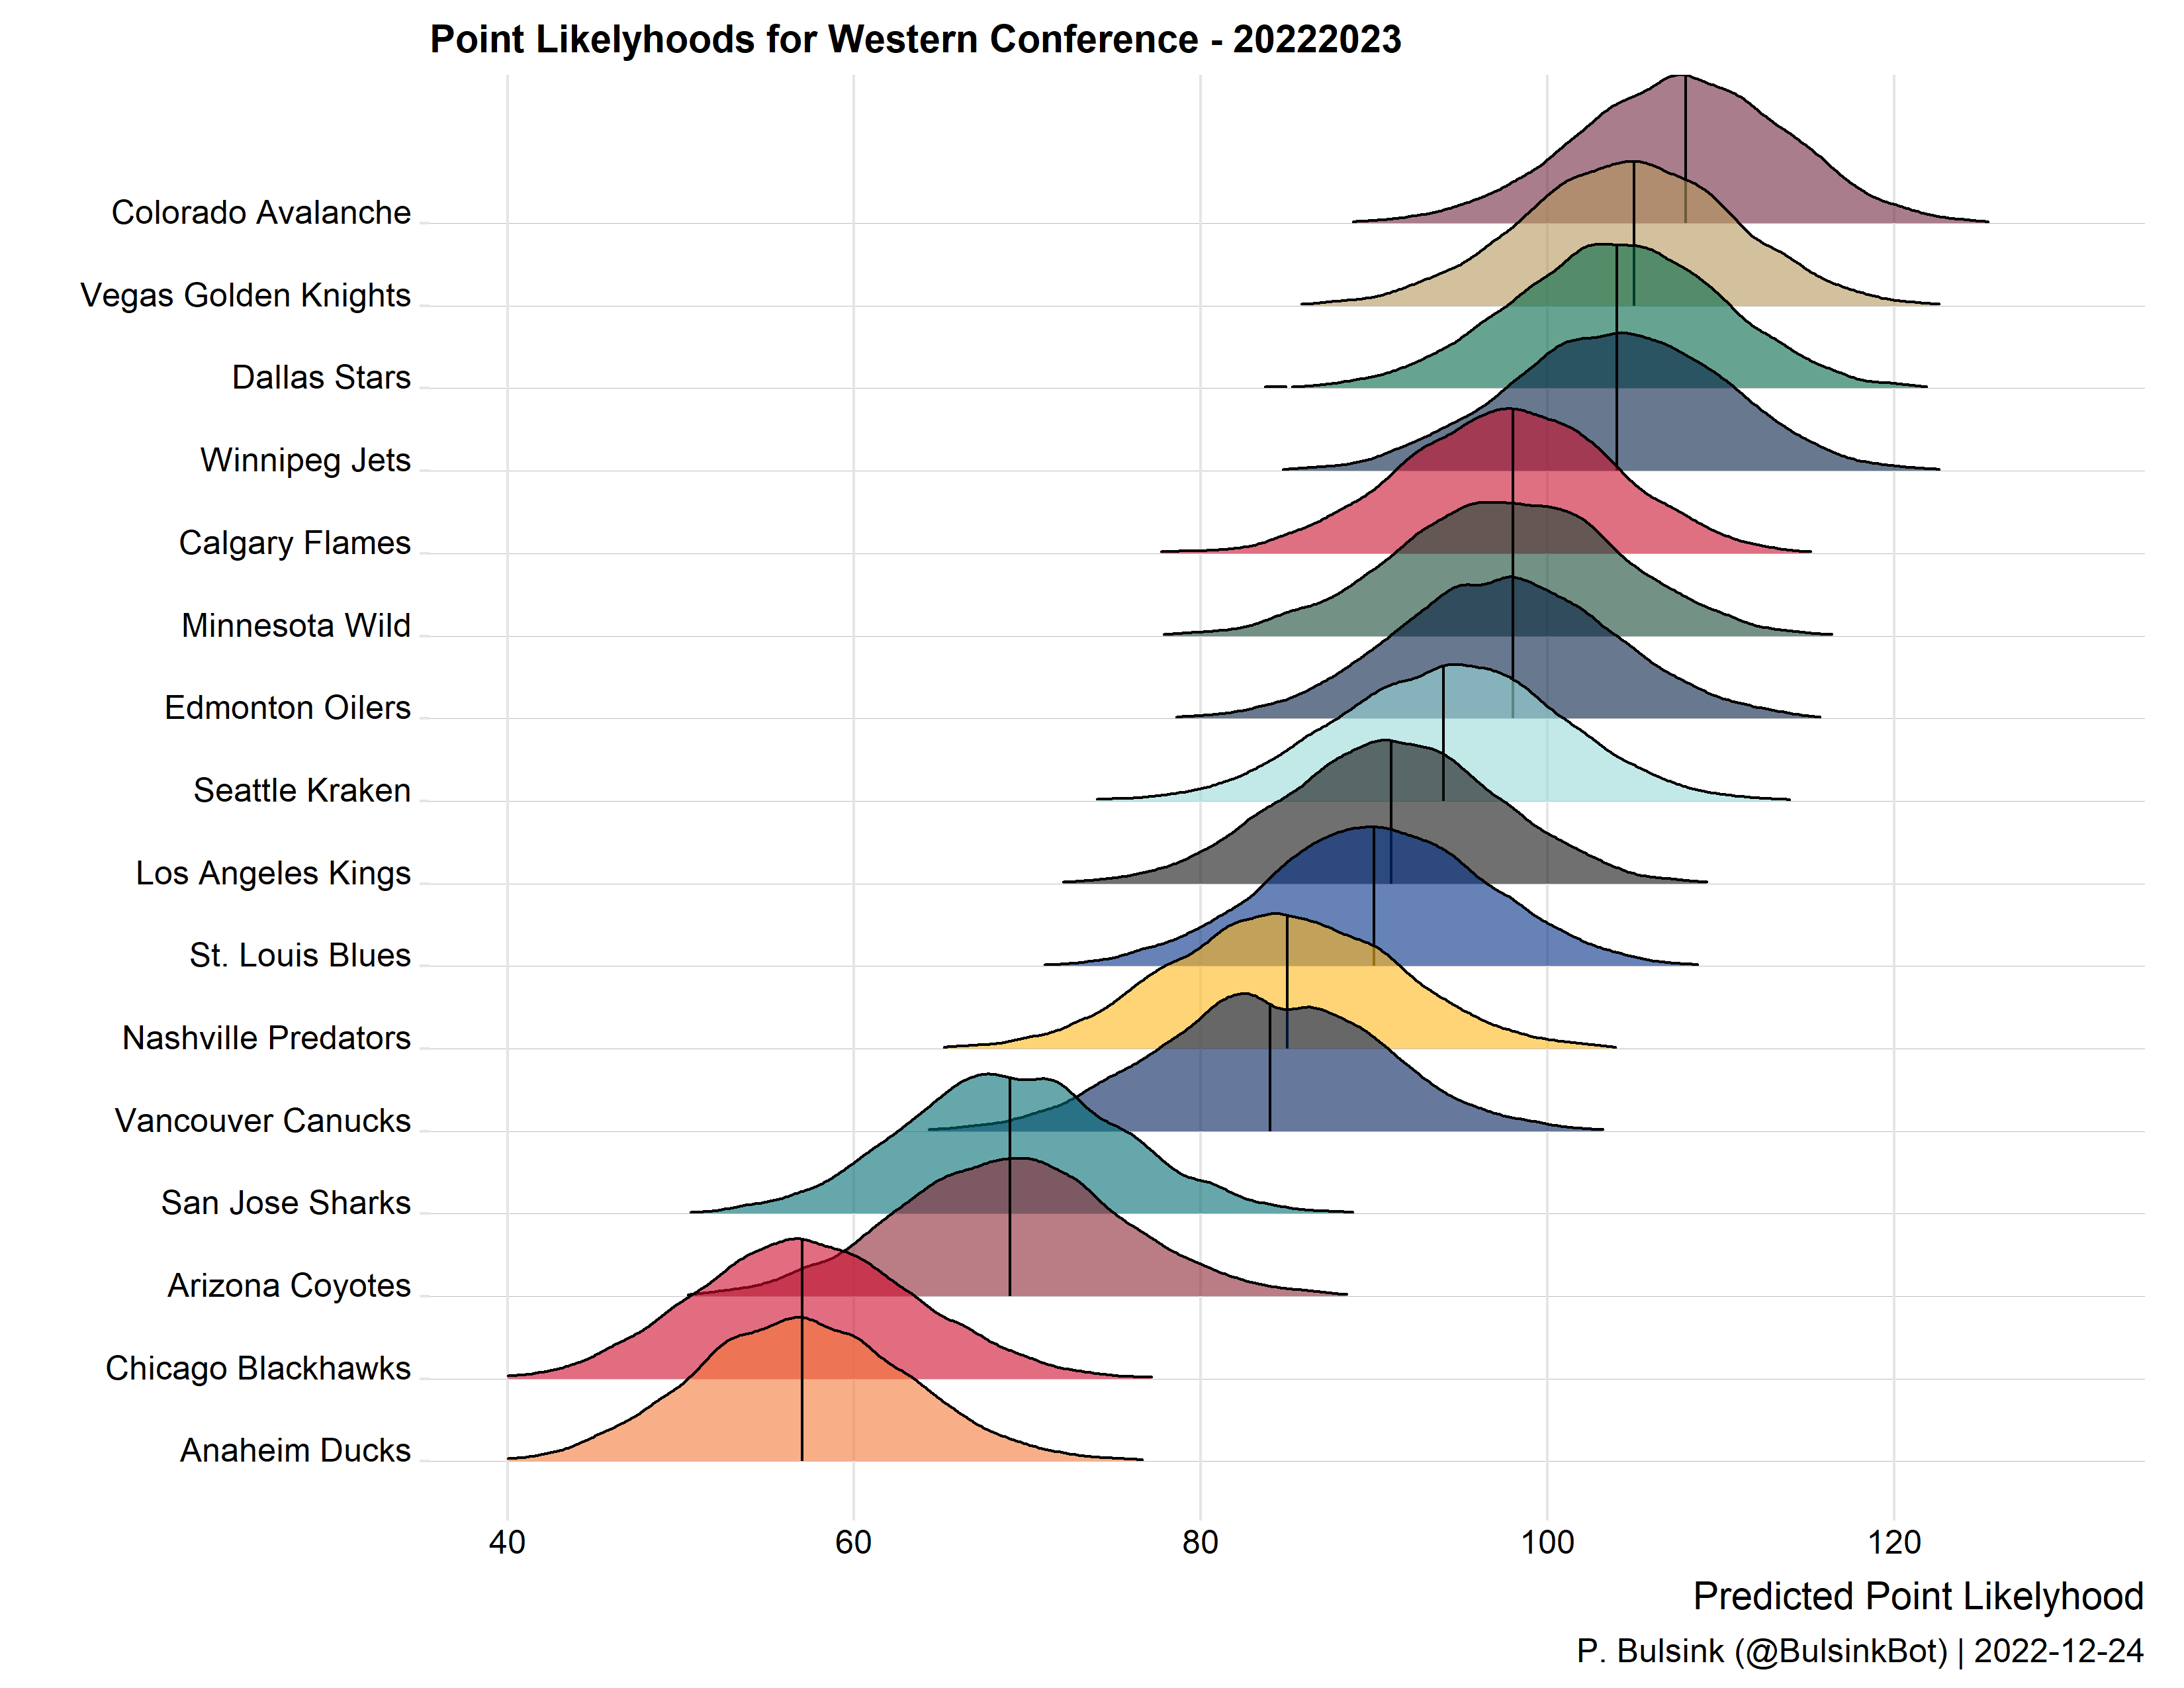 Point Likelyhoods for Western Conference - 20222023
Colorado Avalanche
Vegas Golden Knights
Dallas Stars
Winnipeg Jets
Calgary Flames
Minnesota Wild
Edmonton Oilers
Seattle Kraken
Los Angeles Kings
St. Louis Blues
Nashville Predators
Vancouver Canucks
San Jose Sharks
Arizona Coyotes
Chicago Blackhawks
Anaheim Ducks
40 60 80 100 120
Predicted Point Likelyhood
P. Bulsink (@BulsinkBot) | 2022-12-24